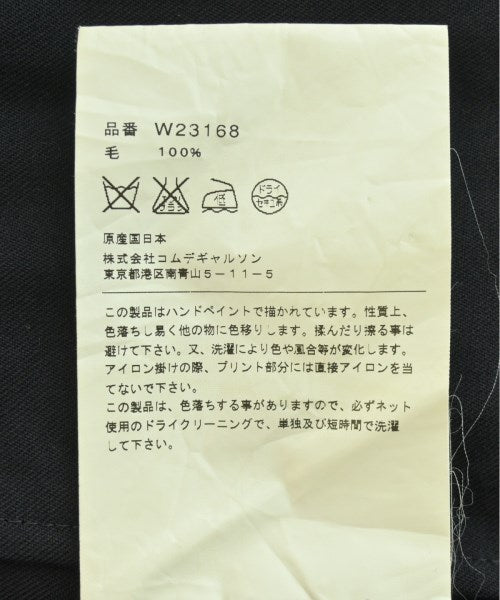 品番 W23168
毛 100%
エンソ
サラシ
低
ドライ
セキユ系
原産国日本
株式会社コムデギャルソン
東京都港区南青山5-11-5
この製品はハンドペイントで描かれています。性質上、
色落ちし易く他の物に色移りします。揉んだり擦る事は
避けて下さい。又、洗濯により色や風合等が変化します。
アイロン掛けの際、プリント部分には直接アイロンを当
てないで下さい。
この製品は、色落ちする事がありますので、必ずネット
使用のドライクリーニングで、単独及び短時間で洗濯
して下さい。